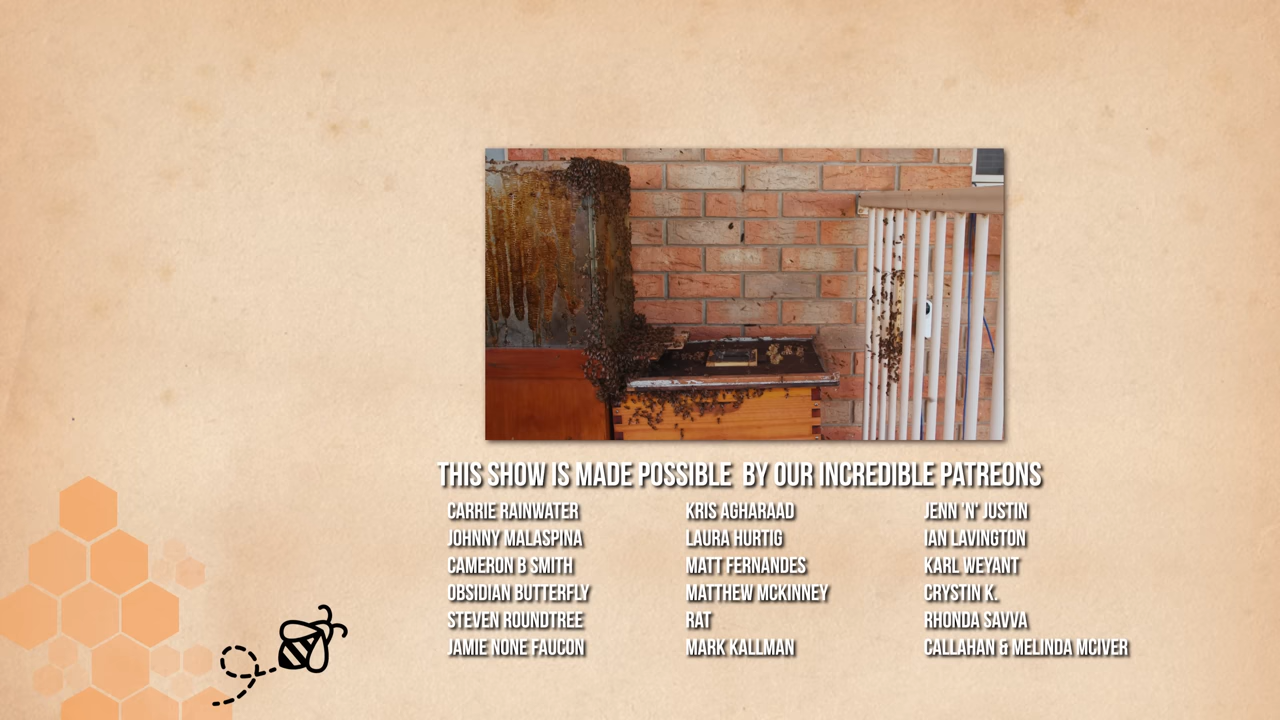 THIS SHOW IS MADE POSSIBLE BY OUR INCREDIBLE PATREONS
CARRIE RAINWATER
JOHNNY MALASPINA
CAMERON B SMITH
OBSIDIAN BUTTERFLY
STEVEN ROUNDTREE
JAMIE NONE FAUCON
KRIS AGHARAAD
LAURA HURTIG
MATT FERNANDES
MATTHEW MCKINNEY
RAT
MARK KALLMAN
JENN 'N' JUSTIN
IAN LAVINGTON
KARL WEYANT
CRYSTIN K.
RHONDA SAVVA
CALLAHAN & MELINDA MCIVER